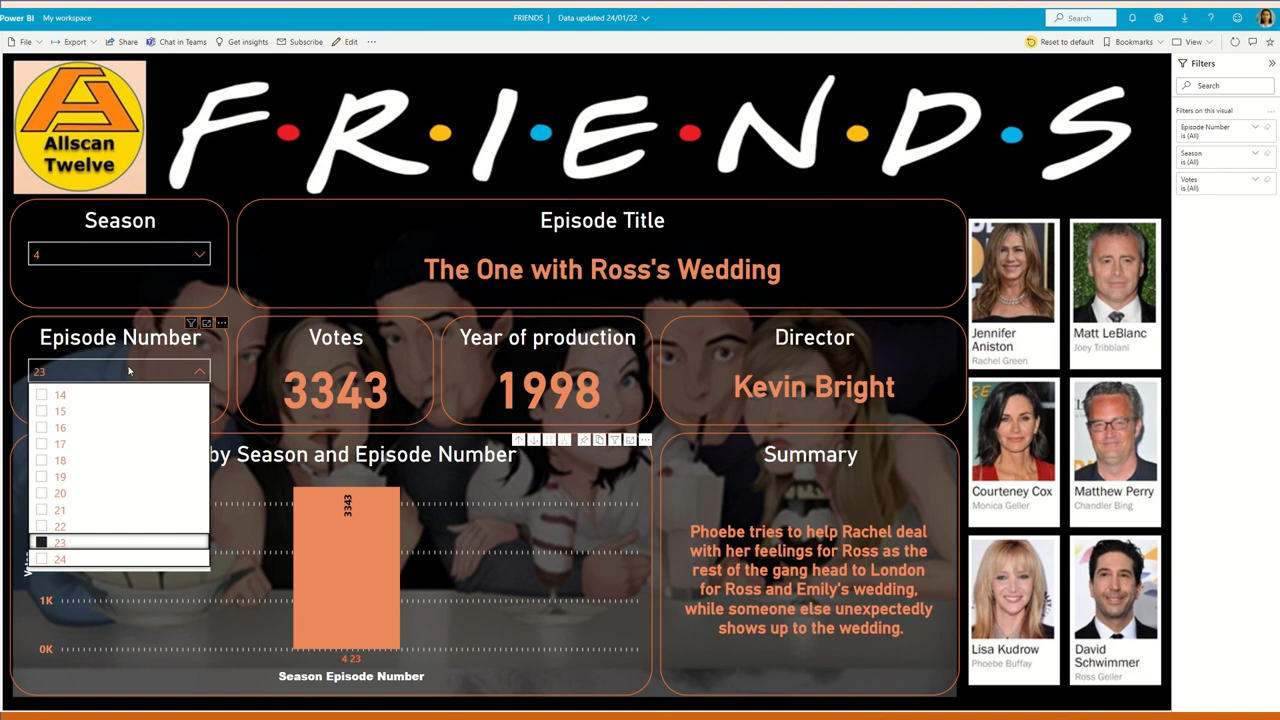 Power BI My workspace
FRIENDS | Data updated 24/01/22
Search
File Export Share Chat in Teams Get insights Subscribe Edit
Reset to default Bookmarks View
Allscan
Twelve
F•R•I•E•N•D•S
Season
4
Episode Title
The One with Ross's Wedding
Episode Number
23
14
15
16
17
18
19
20
21
22
23
24
Votes
3343
Year of production
1998
Director
Kevin Bright
by Season and Episode Number
3343
1K
0K
4 23
Season Episode Number
Summary
Phoebe tries to help Rachel deal
with her feelings for Ross as the
rest of the gang head to London
for Ross and Emily's wedding,
while someone else unexpectedly
shows up to the wedding.
Jennifer
Aniston
Rachel Green
Matt LeBlanc
Joey Tribbiani
Courteney Cox
Monica Geller
Matthew Perry
Chandler Bing
Lisa Kudrow
Phoebe Buffay
David
Schwimmer
Ross Geller
Filters
Search
Filters on this visual
Episode Number
is (All)
Season
is (All)
Votes
is (All)